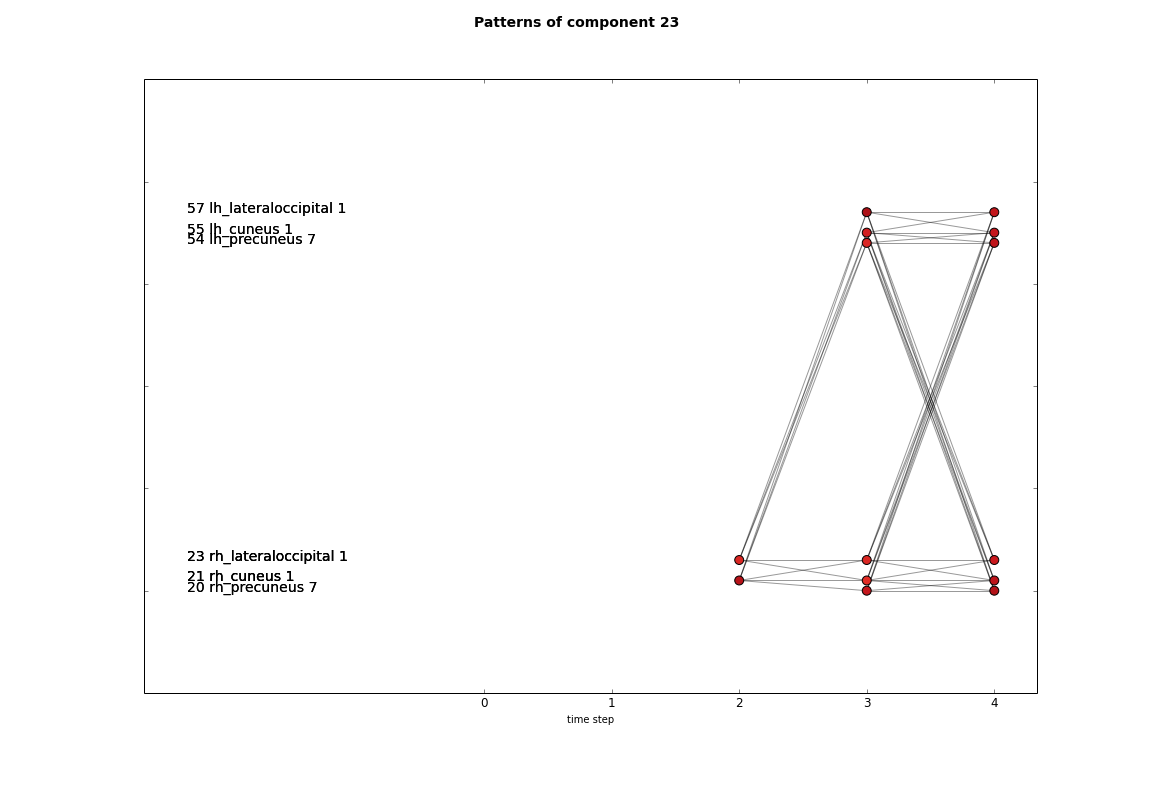 Patterns of component 23
57 lh_lateraloccipital 1
55 lh_cuneus 1
54 lh_precuneus 7
23 rh_lateraloccipital 1
21 rh_cuneus 1
20 rh_precuneus 7
0 1 2 3 4
time step